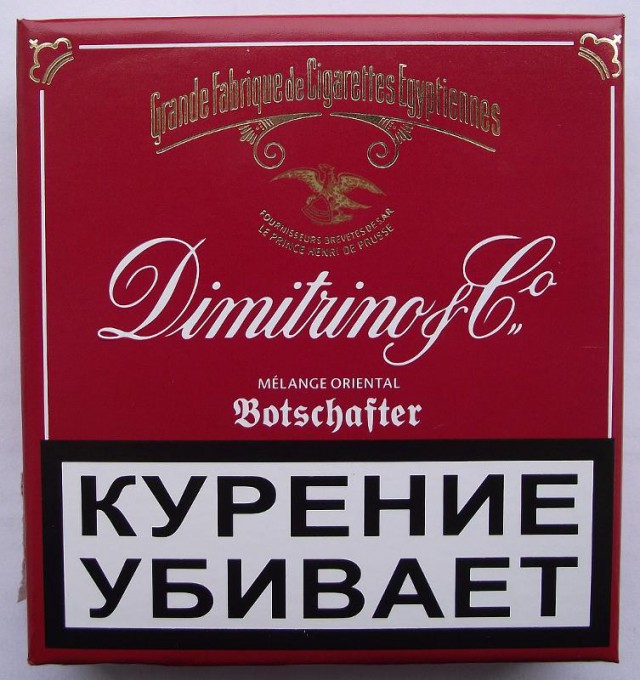 Grande Fabrique de Cigarettes Egyptiennes
FOURNISSEURS BREVETÉS DE S.A.R.
LE PRINCE HENRI DE PRUSSE
Dimitrino & Co
MÉLANGE ORIENTAL
Botschafter
КУРЕНИЕ
УБИВАЕТ